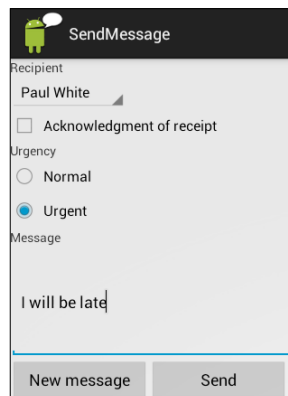 SendMessage
Recipient
Paul White
Acknowledgment of receipt
Urgency
Normal
Urgent
Message
I will be late
New message Send